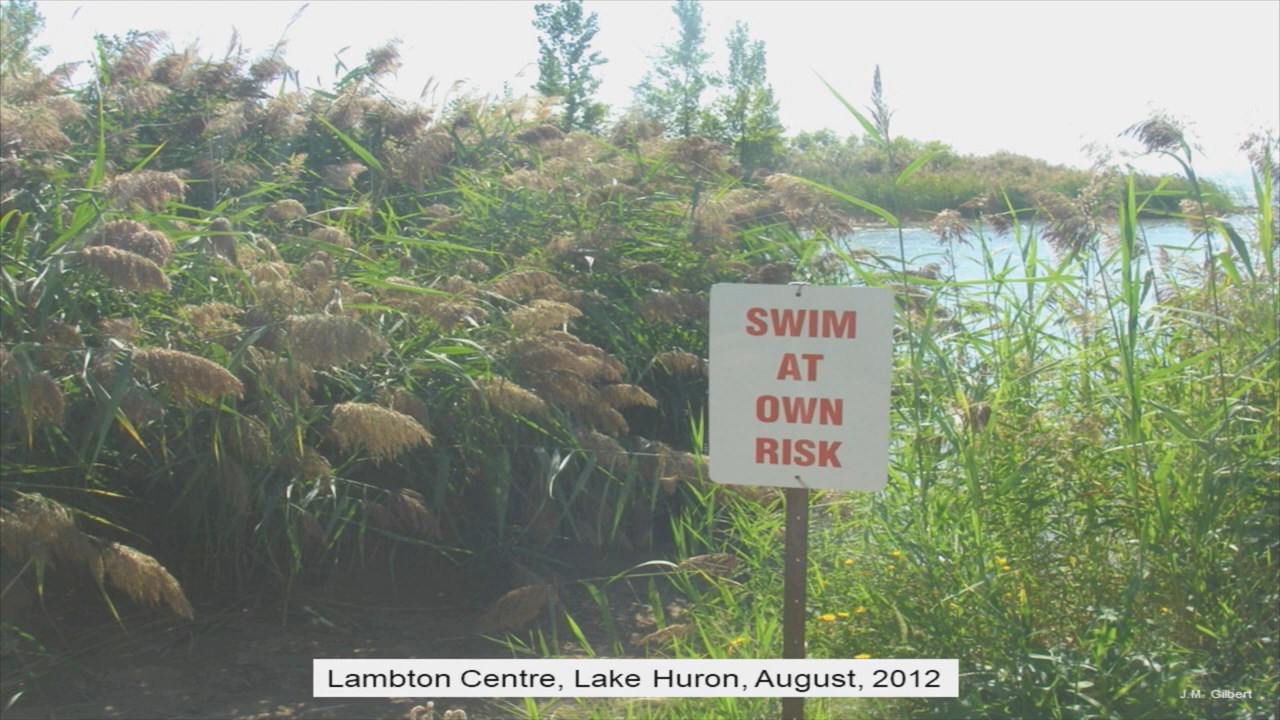 SWIM
AT
OWN
RISK
Lambton Centre, Lake Huron, August, 2012
J.M. Gilbert